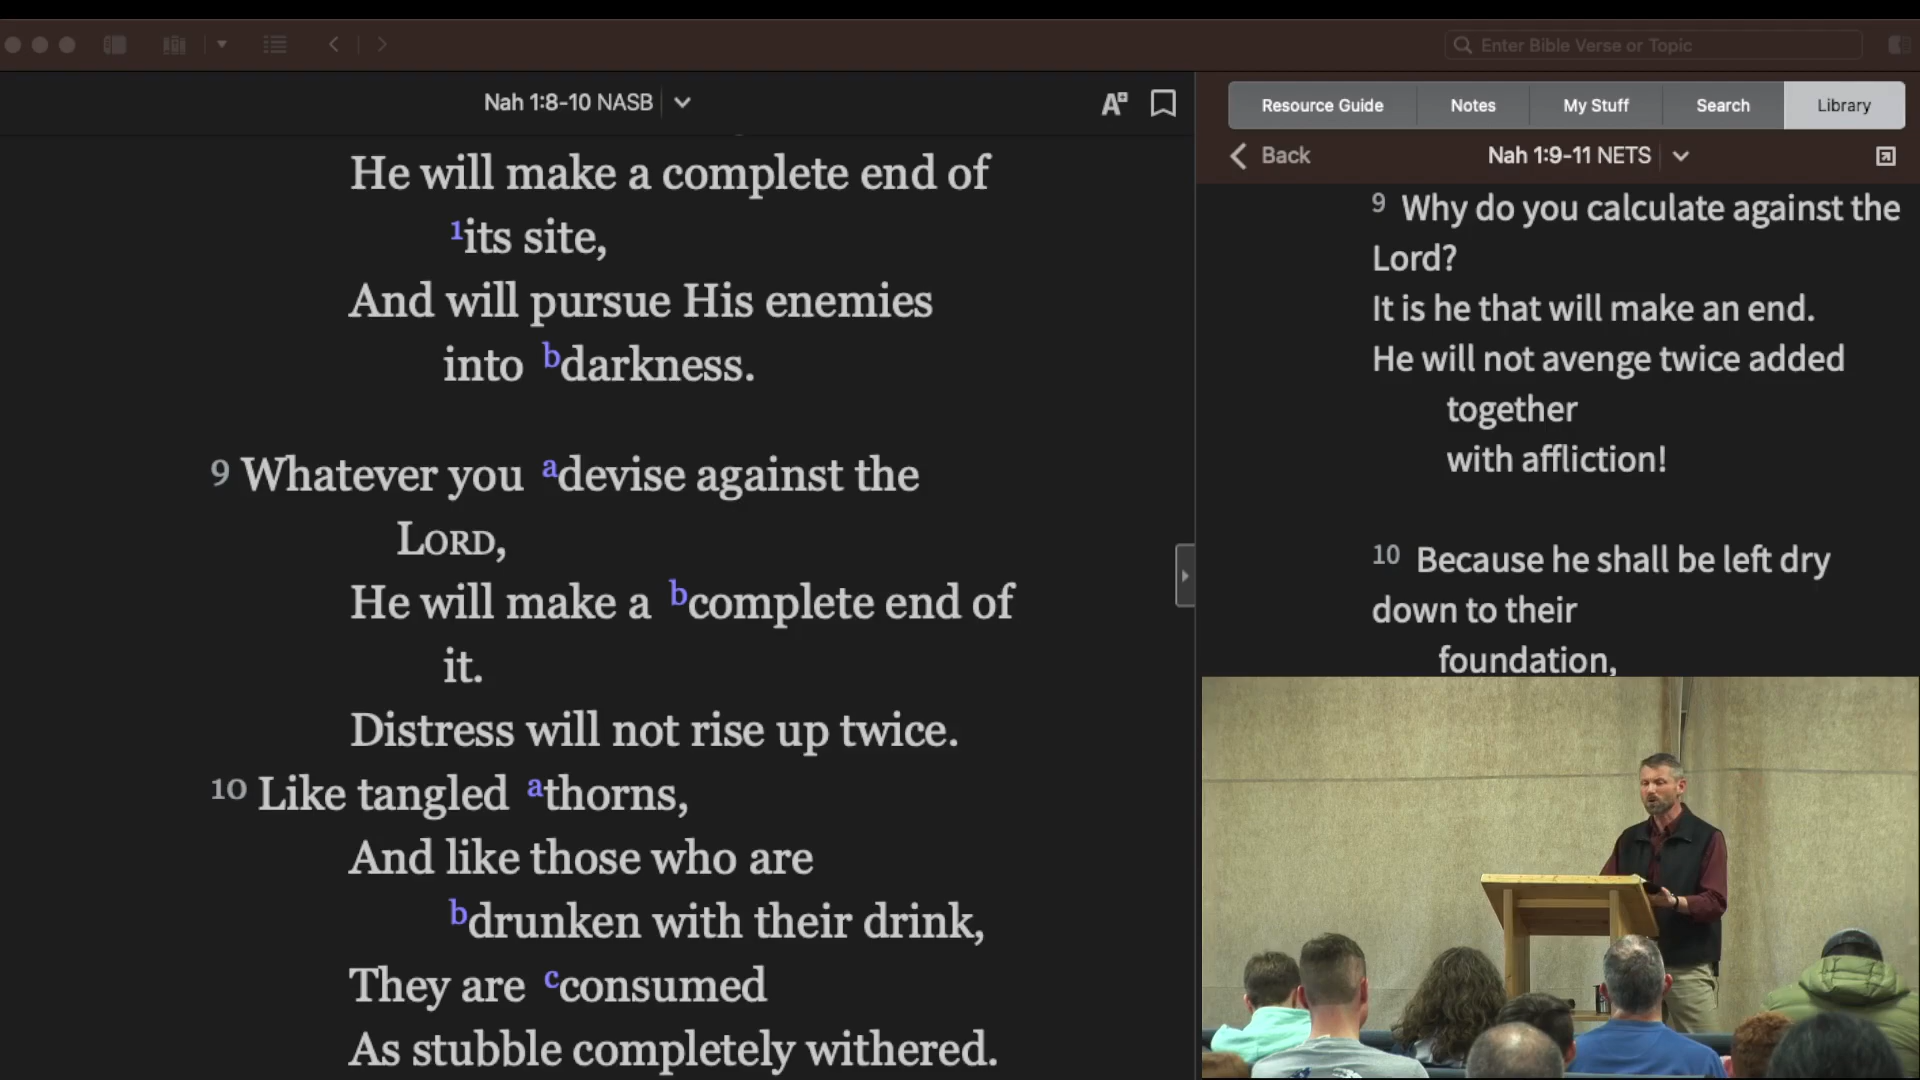 Enter Bible Verse or Topic
Nah 1:8-10 NASB
A
He will make a complete end of
1its site,
And will pursue His enemies
into bdarkness.
9 Whatever you adevise against the
LORD,
He will make a bcomplete end of
it.
Distress will not rise up twice.
10 Like tangled athorns,
And like those who are
bdrunken with their drink,
They are cconsumed
As stubble completely withered.
Resource Guide Notes My Stuff Search Library
Back Nah 1:9-11 NETS
9 Why do you calculate against the
Lord?
It is he that will make an end.
He will not avenge twice added
together
with affliction!
10 Because he shall be left dry
down to their
foundation,